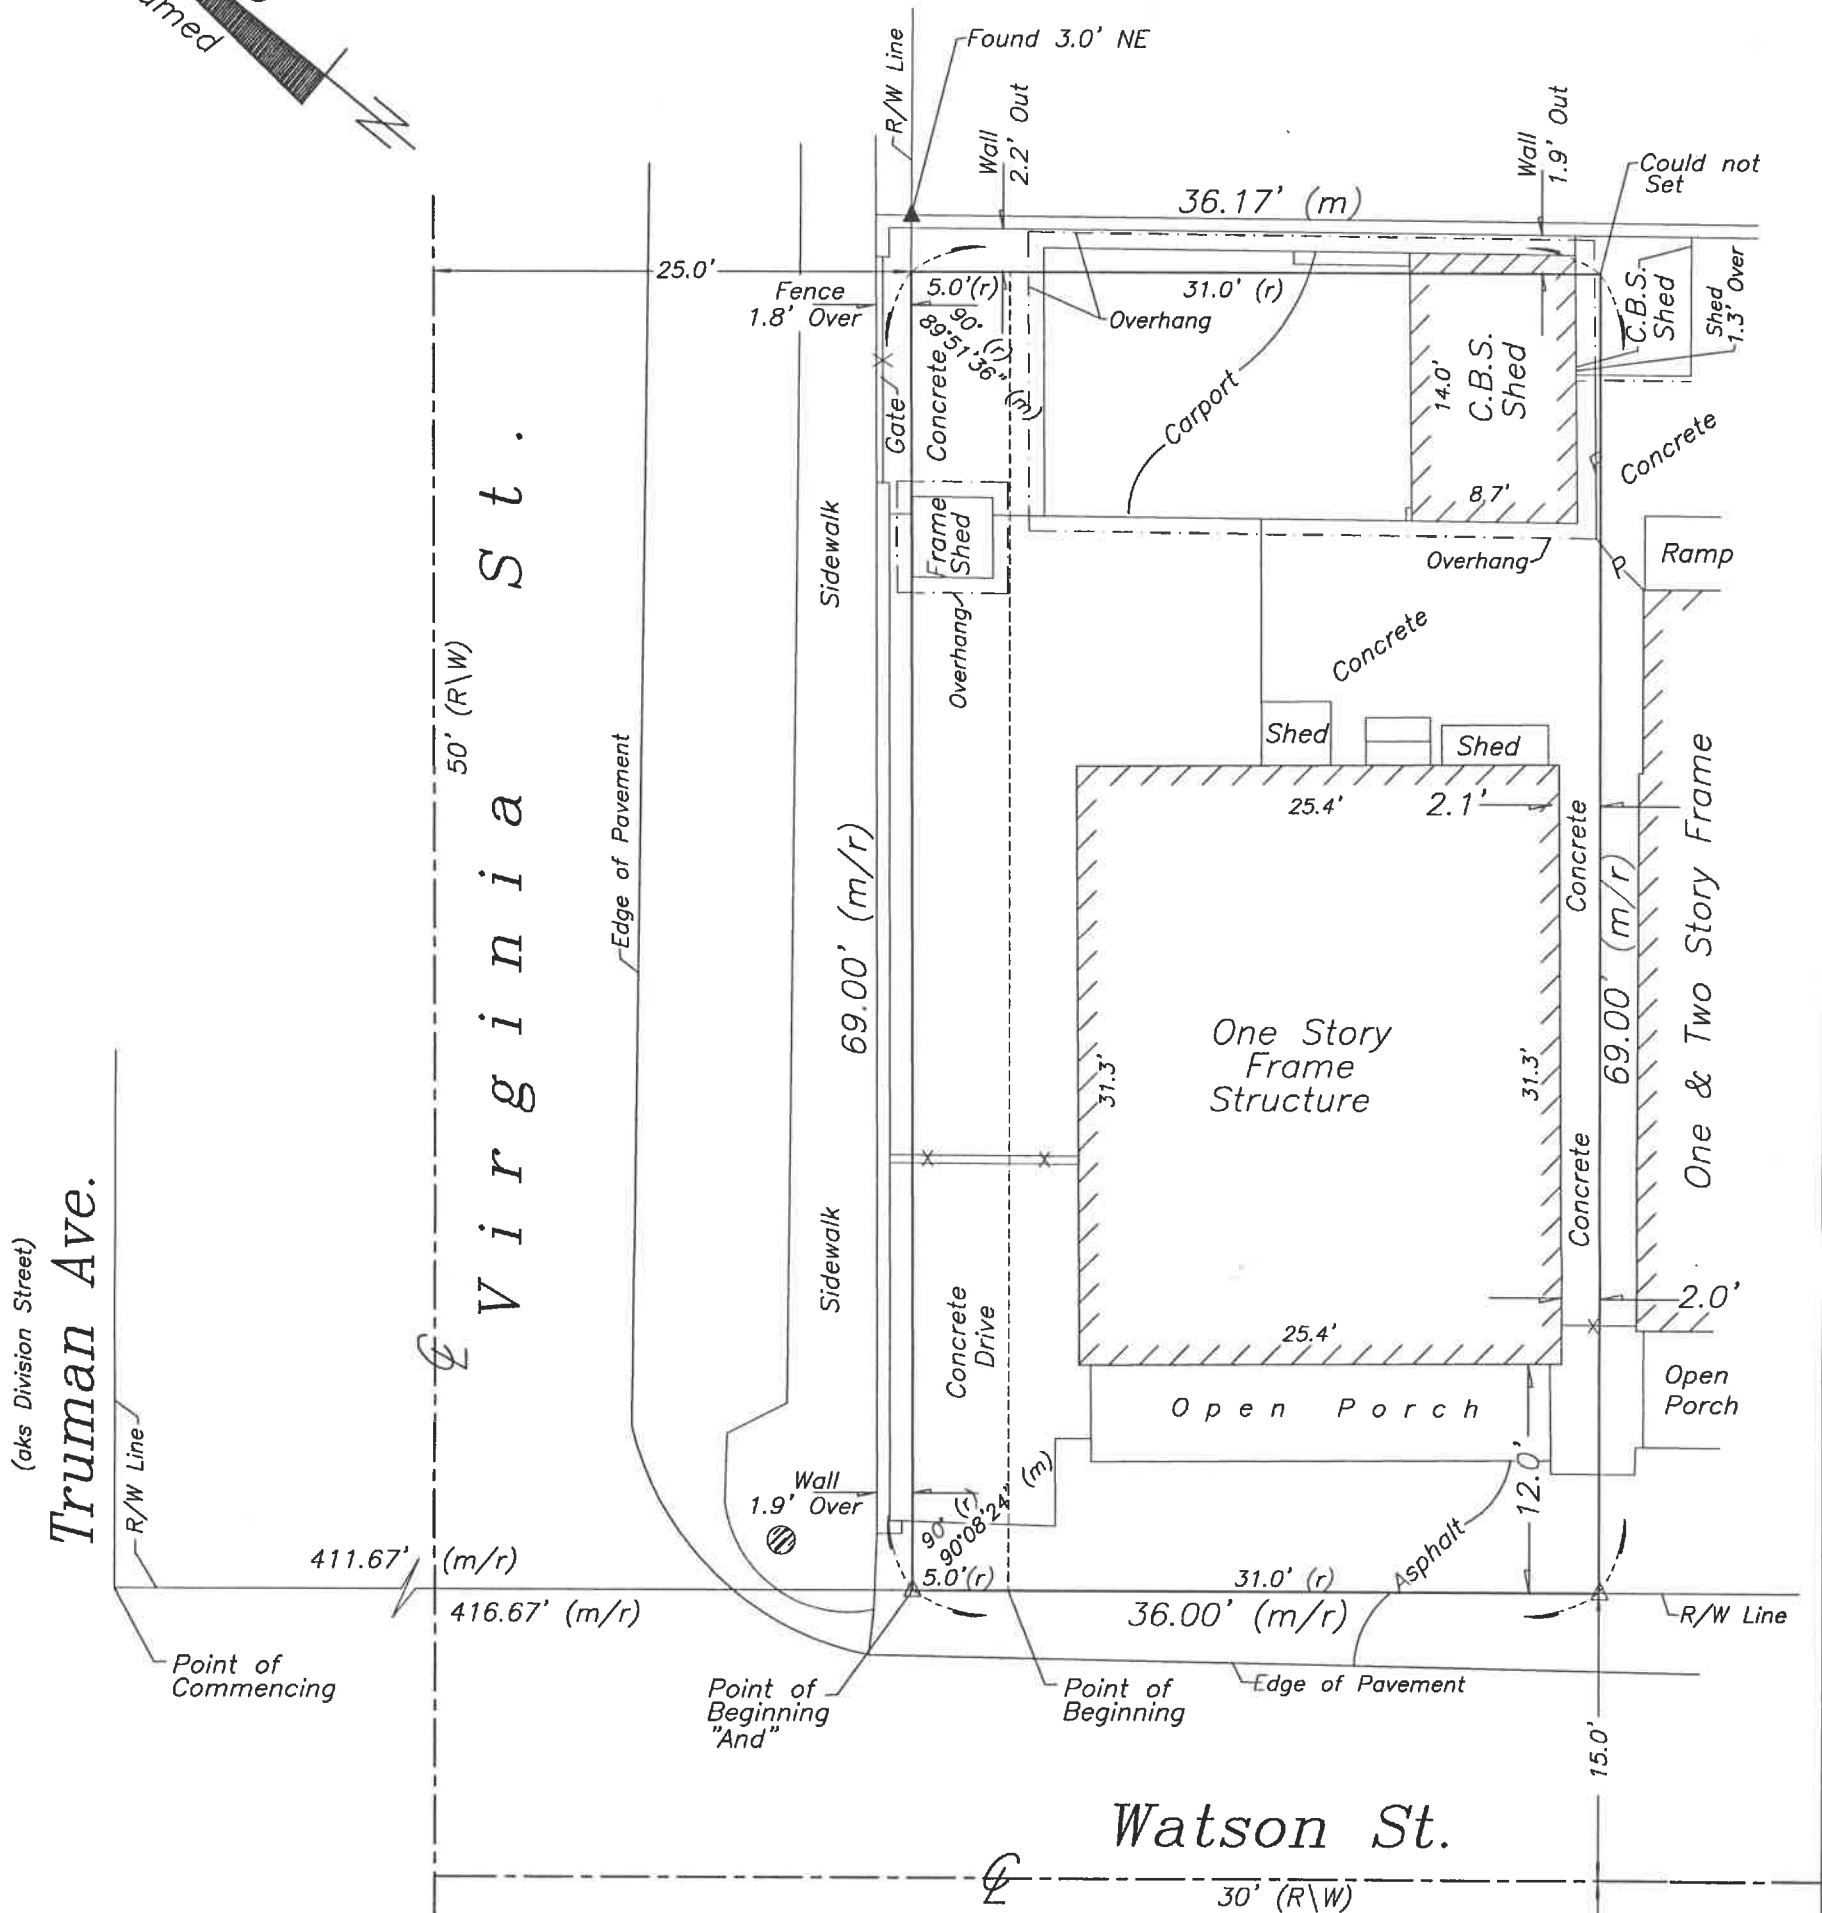 umed
N
R/W Line
Found 3.0' NE
Wall
2.2' Out
Wall
1.9' Out
Could not
Set
36.17' (m)
25.0'
Fence
1.8' Over
5.0'(r)
31.0' (r)
90° (r)
89°51'36" (m)
Overhang
Carport
C.B.S.
Shed
14.0'
8.7'
C.B.S.
Shed
Shed
1.3' Over
Gate
Concrete
Concrete
Frame
Shed
Overhang
Overhang
P
Ramp
Sidewalk
Concrete
Shed
Shed
50' (R\W)
Virginia St.
Edge of Pavement
69.00' (m/r)
25.4'
2.1'
Concrete
69.00' (m/r)
One & Two Story Frame
One Story
Frame
Structure
31.3'
31.3'
Concrete
2.0'
25.4'
Sidewalk
Concrete
Drive
Open Porch
Open
Porch
12.0'
(aks Division Street)
Truman Ave.
R/W Line
CL
Wall
1.9' Over
90° (r)
90°08'24" (m)
411.67' (m/r)
416.67' (m/r)
5.0'(r)
31.0' (r)
36.00' (m/r)
Asphalt
R/W Line
Point of
Commencing
Point of
Beginning
"And"
Point of
Beginning
Edge of Pavement
15.0'
Watson St.
CL
30' (R\W)